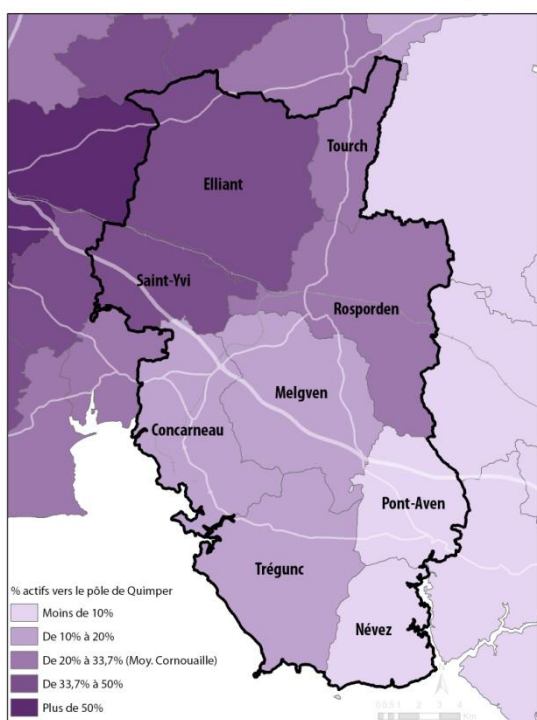 Tourch
Elliant
Saint-Yvi
Rosporden
Melgven
Concarneau
Pont-Aven
Trégunc
Névez
% actifs vers le pôle de Quimper
Moins de 10%
De 10% à 20%
De 20% à 33,7% (Moy. Cornouaille)
De 33,7% à 50%
Plus de 50%
Km